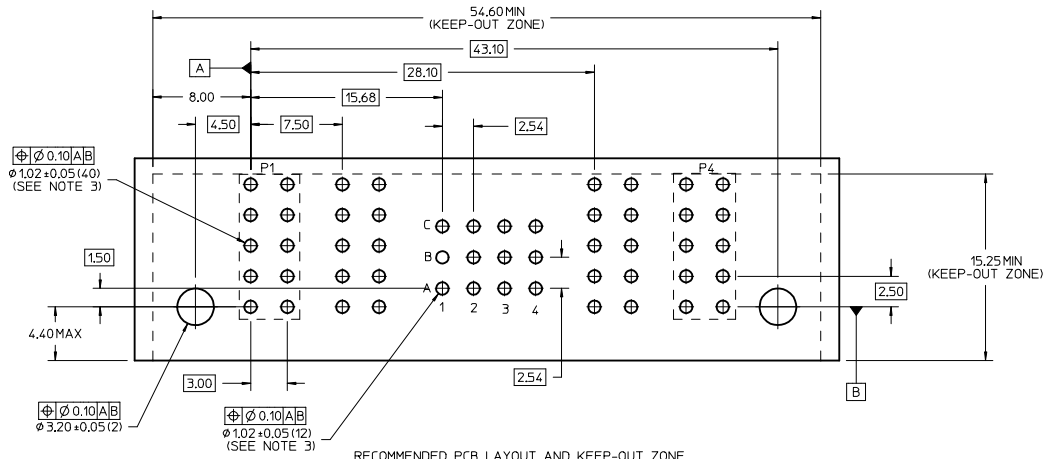 54.60 MIN
(KEEP-OUT ZONE)
43.10
A
28.10
8.00
15.68
4.50
7.50
2.54
⌖ Ø 0.10 A B
Ø 1.02 ±0.05 (40)
(SEE NOTE 3)
P1
P4
C
B
A
1 2 3 4
1.50
15.25 MIN
(KEEP-OUT ZONE)
2.50
4.40 MAX
3.00
2.54
B
⌖ Ø 0.10 A B
Ø 3.20 ±0.05 (2)
⌖ Ø 0.10 A B
Ø 1.02 ±0.05 (12)
(SEE NOTE 3)
RECOMMENDED PCB LAYOUT AND KEEP-OUT ZONE